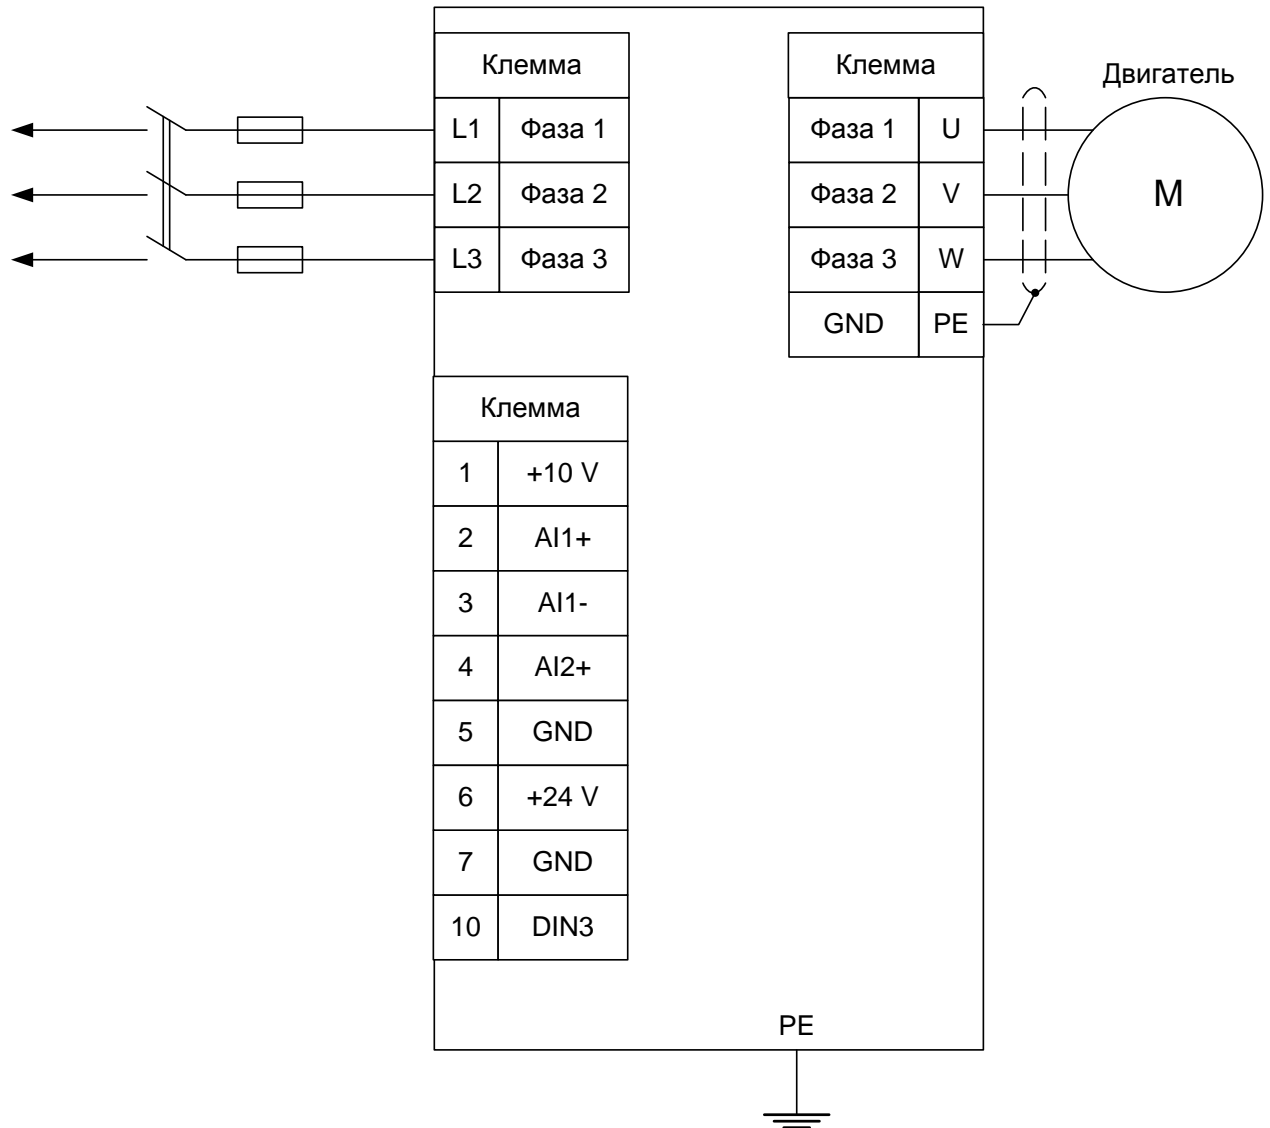 Клемма
L1 Фаза 1
L2 Фаза 2
L3 Фаза 3
Клемма
Фаза 1 U
Фаза 2 V
Фаза 3 W
GND PE
Двигатель
M
Клемма
1 +10 V
2 AI1+
3 AI1-
4 AI2+
5 GND
6 +24 V
7 GND
10 DIN3
PE